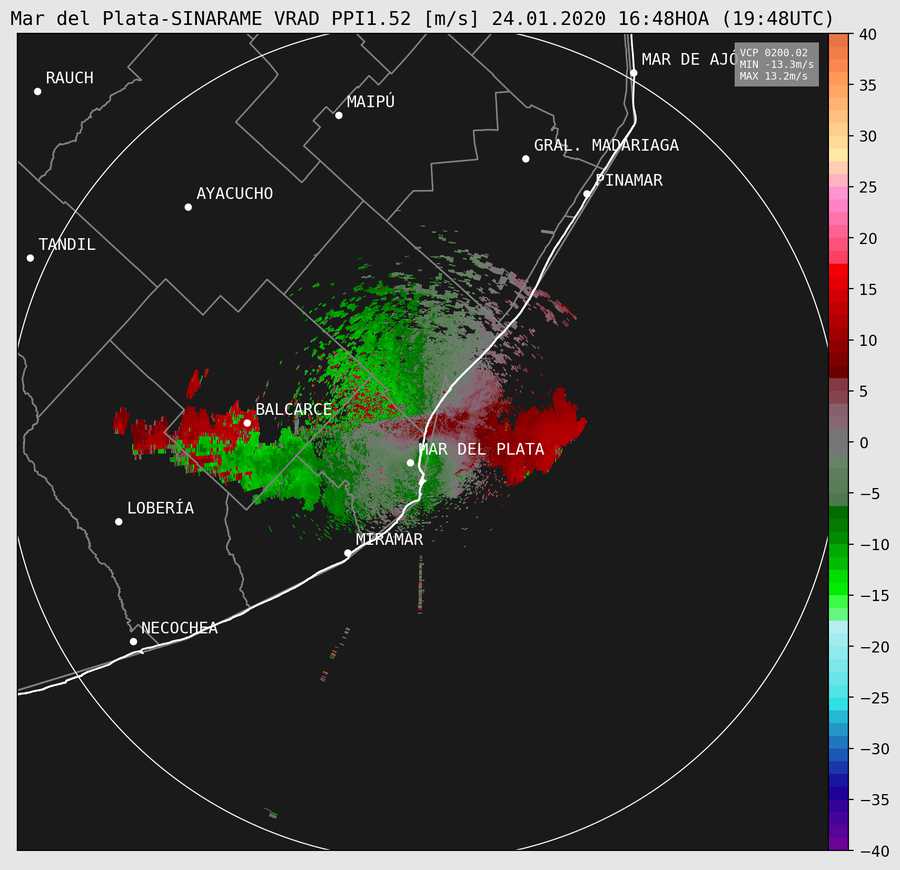 Mar del Plata-SINARAME VRAD PPI1.52 [m/s] 24.01.2020 16:48HOA (19:48UTC)
VCP 0200.02
MIN -13.3m/s
MAX 13.2m/s
MAR DE AJÓ
RAUCH
MAIPÚ
GRAL. MADARIAGA
PINAMAR
AYACUCHO
TANDIL
BALCARCE
MAR DEL PLATA
LOBERÍA
MIRAMAR
NECOCHEA
40
35
30
25
20
15
10
5
0
−5
−10
−15
−20
−25
−30
−35
−40